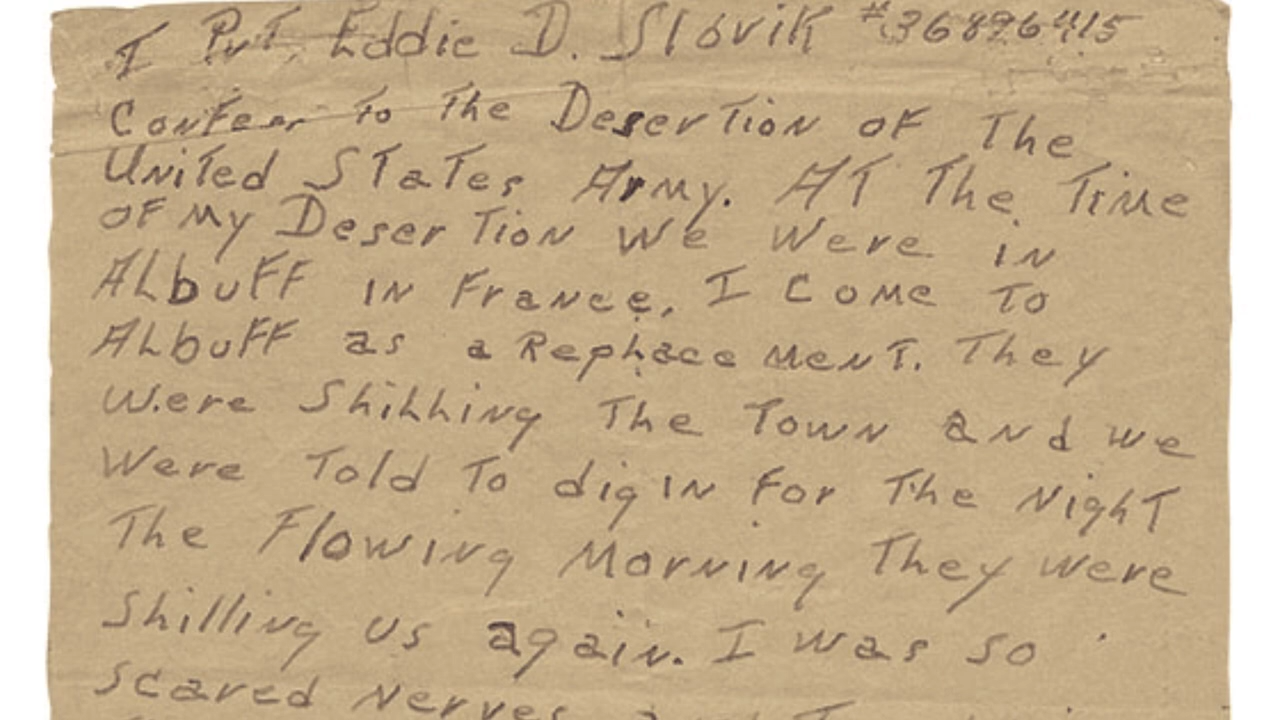 I Pvt. Eddie D. Slovik #36896415
Confess to the Desertion of the
United States Army. At the Time
of my Desertion we were in
Albuff in France. I come to
Albuff as a Replacement. They
were Shilling the Town and we
were Told to dig in for the Night
The Flowing Morning They were
Shilling us again. I was so
scared nerves and